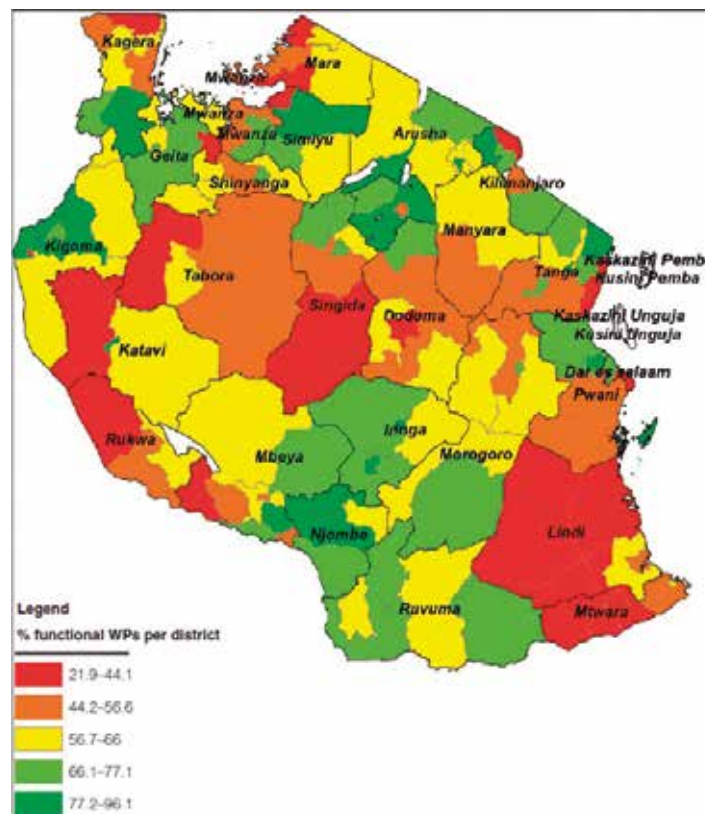 Kagera
Mara
Mwanza
Mwanza
Mwanza
Simiyu
Arusha
Geita
Shinyanga
Kilimanjaro
Kigoma
Manyara
Tabora
Tanga
Kaskazini Pemb
Kusini Pemba
Singida
Dodoma
Kaskazini Unguja
Kusini Unguja
Katavi
Dar es salaam
Pwani
Rukwa
Iringa
Mbeya
Morogoro
Njombe
Lindi
Ruvuma
Mtwara
Legend
% functional WPs per district
21.9–44.1
44.2–56.6
56.7–66
66.1–77.1
77.2–96.1